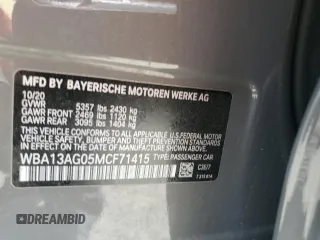 MFD BY BAYERISCHE MOTOREN WERKE AG
10/20
GVWR 5357 lbs 2430 kg
GAWR FRONT 2469 lbs 1120 kg
GAWR REAR 3095 lbs 1404 kg
THIS VEHICLE CONFORMS TO ALL APPLICABLE FEDERAL MOTOR
VEHICLE SAFETY, BUMPER, AND THEFT PREVENTION STANDARDS
IN EFFECT ON THE DATE OF MANUFACTURE SHOWN ABOVE.
WBA13AG05MCF71415 TYPE: PASSENGER CAR